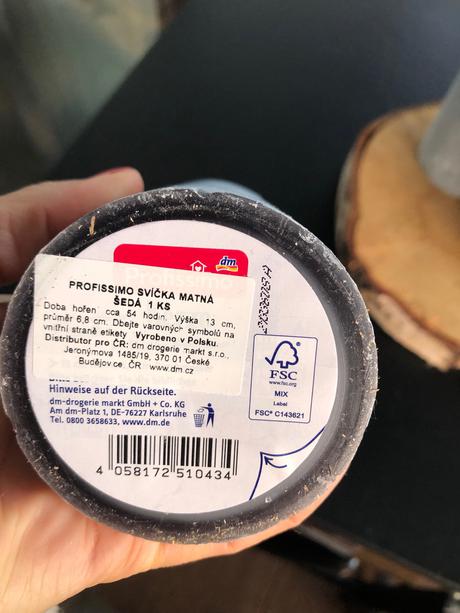 dm
Profissimo
PROFISSIMO SVÍČKA MATNÁ
ŠEDÁ 1 KS
Doba hoření cca 54 hodin. Výška 13 cm,
průměr 6,8 cm. Dbejte varovných symbolů na
vnitřní straně etikety. Vyrobeno v Polsku.
Distributor pro ČR: dm drogerie markt s.r.o.,
Jeronýmova 1485/19, 370 01 České
Budějovice ČR www.dm.cz
FSC
www.fsc.org
MIX
Label
FSC® C143621
Hinweise auf der Rückseite.
dm-drogerie markt GmbH + Co. KG
Am dm-Platz 1, DE-76227 Karlsruhe
Tel. 0800 3658633, www.dm.de
4 058172 510434